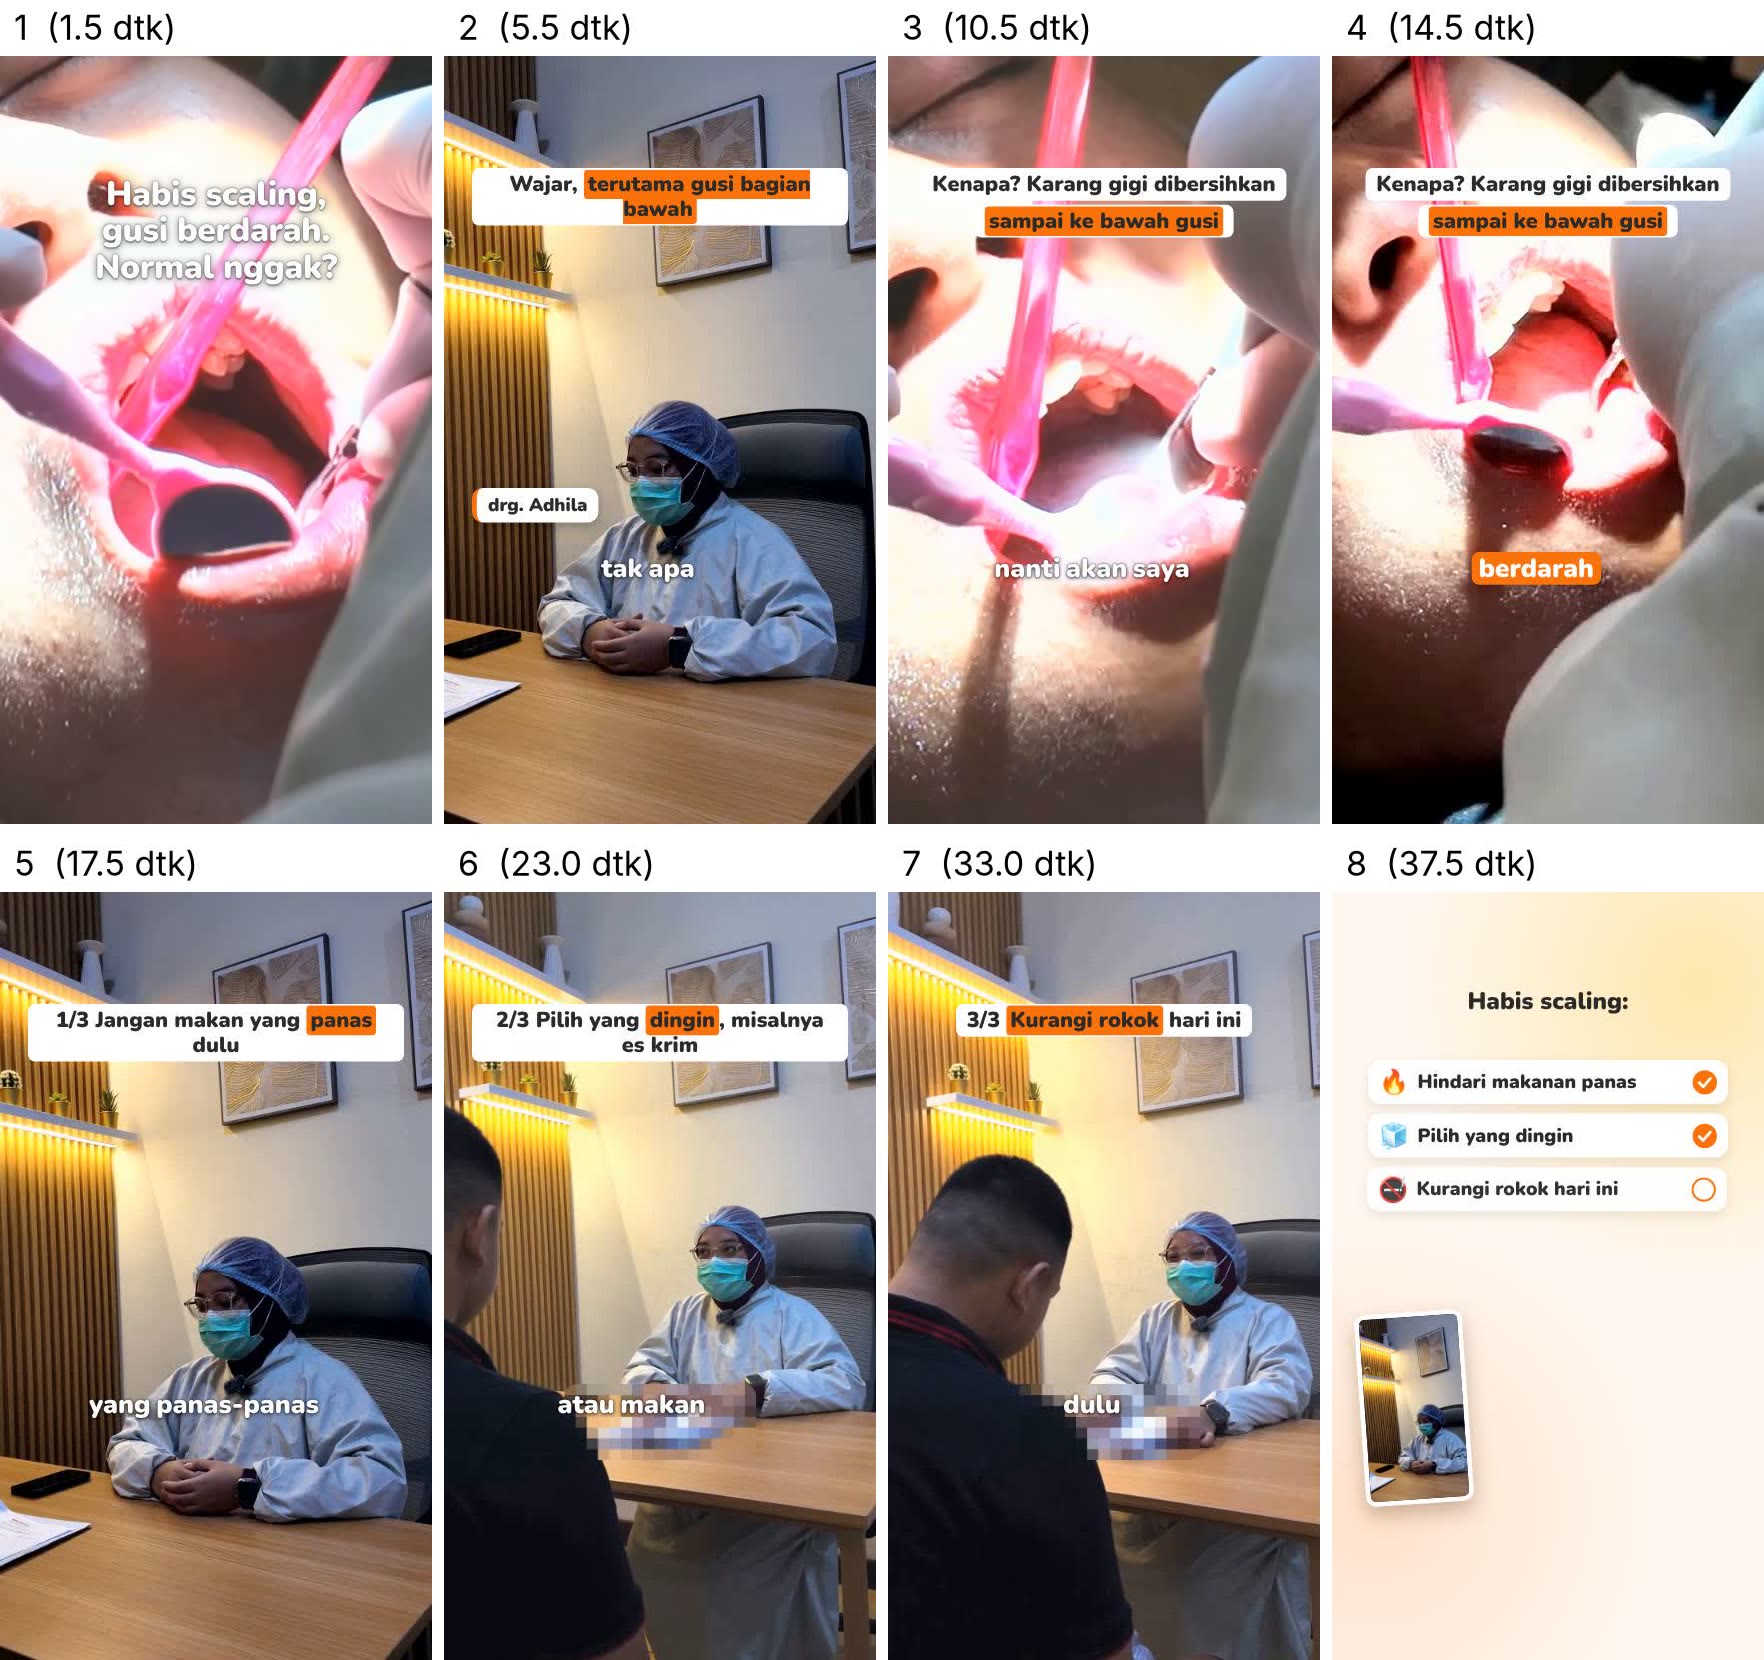 1 (1.5 dtk)
Habis scaling,
gusi berdarah.
Normal nggak?
2 (5.5 dtk)
Wajar, terutama gusi bagian
bawah
drg. Adhila
tak apa
3 (10.5 dtk)
Kenapa? Karang gigi dibersihkan
sampai ke bawah gusi
nanti akan saya
4 (14.5 dtk)
Kenapa? Karang gigi dibersihkan
sampai ke bawah gusi
berdarah
5 (17.5 dtk)
1/3 Jangan makan yang panas
dulu
yang panas-panas
6 (23.0 dtk)
2/3 Pilih yang dingin, misalnya
es krim
atau makan
7 (33.0 dtk)
3/3 Kurangi rokok hari ini
dulu
8 (37.5 dtk)
Habis scaling:
Hindari makanan panas
Pilih yang dingin
Kurangi rokok hari ini